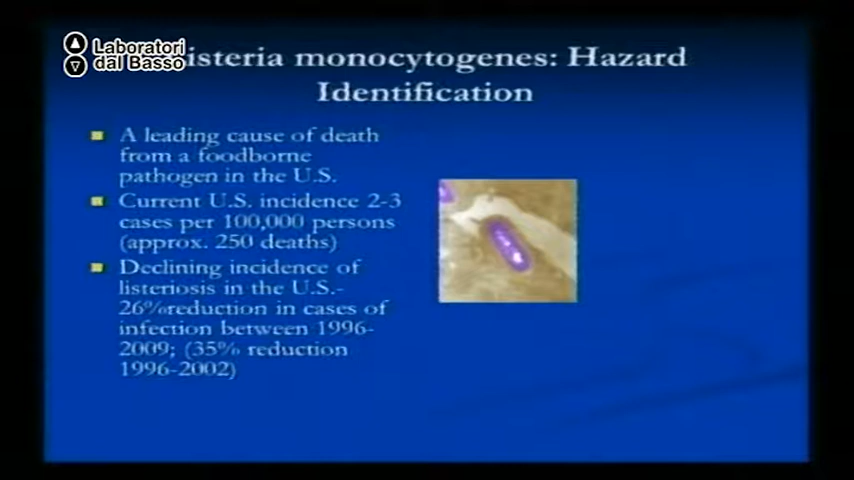 Laboratori
dal Basso
isteria monocytogenes: Hazard
Identification
A leading cause of death
from a foodborne
pathogen in the U.S.
Current U.S. incidence 2-3
cases per 100,000 persons
(approx. 250 deaths)
Declining incidence of
listeriosis in the U.S.-
26%reduction in cases of
infection between 1996-
2009; (35% reduction
1996-2002)